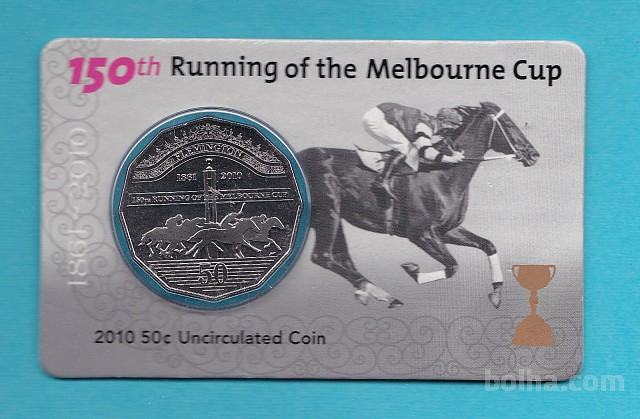 150th Running of the Melbourne Cup
1861 - 2010
FLEMINGTON
1861 2010
150TH RUNNING OF THE MELBOURNE CUP
50
2010 50c Uncirculated Coin
bolha.com